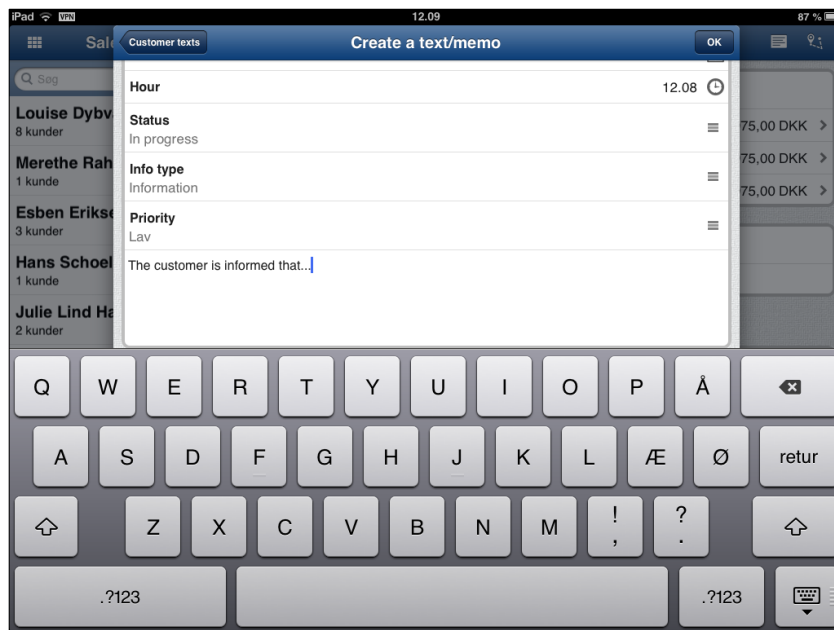 iPad VPN 12.09 87 %
Sale Customer texts Create a text/memo OK
Søg
Louise Dybv
8 kunder
Merethe Rah
1 kunde
Esben Erikse
3 kunder
Hans Schoel
1 kunde
Julie Lind Ha
2 kunder
Hour 12.08
Status
In progress
Info type
Information
Priority
Lav
The customer is informed that...
75,00 DKK
75,00 DKK
75,00 DKK
Q W E R T Y U I O P Å
A S D F G H J K L Æ Ø retur
Z X C V B N M ! , ? .
.?123 .?123